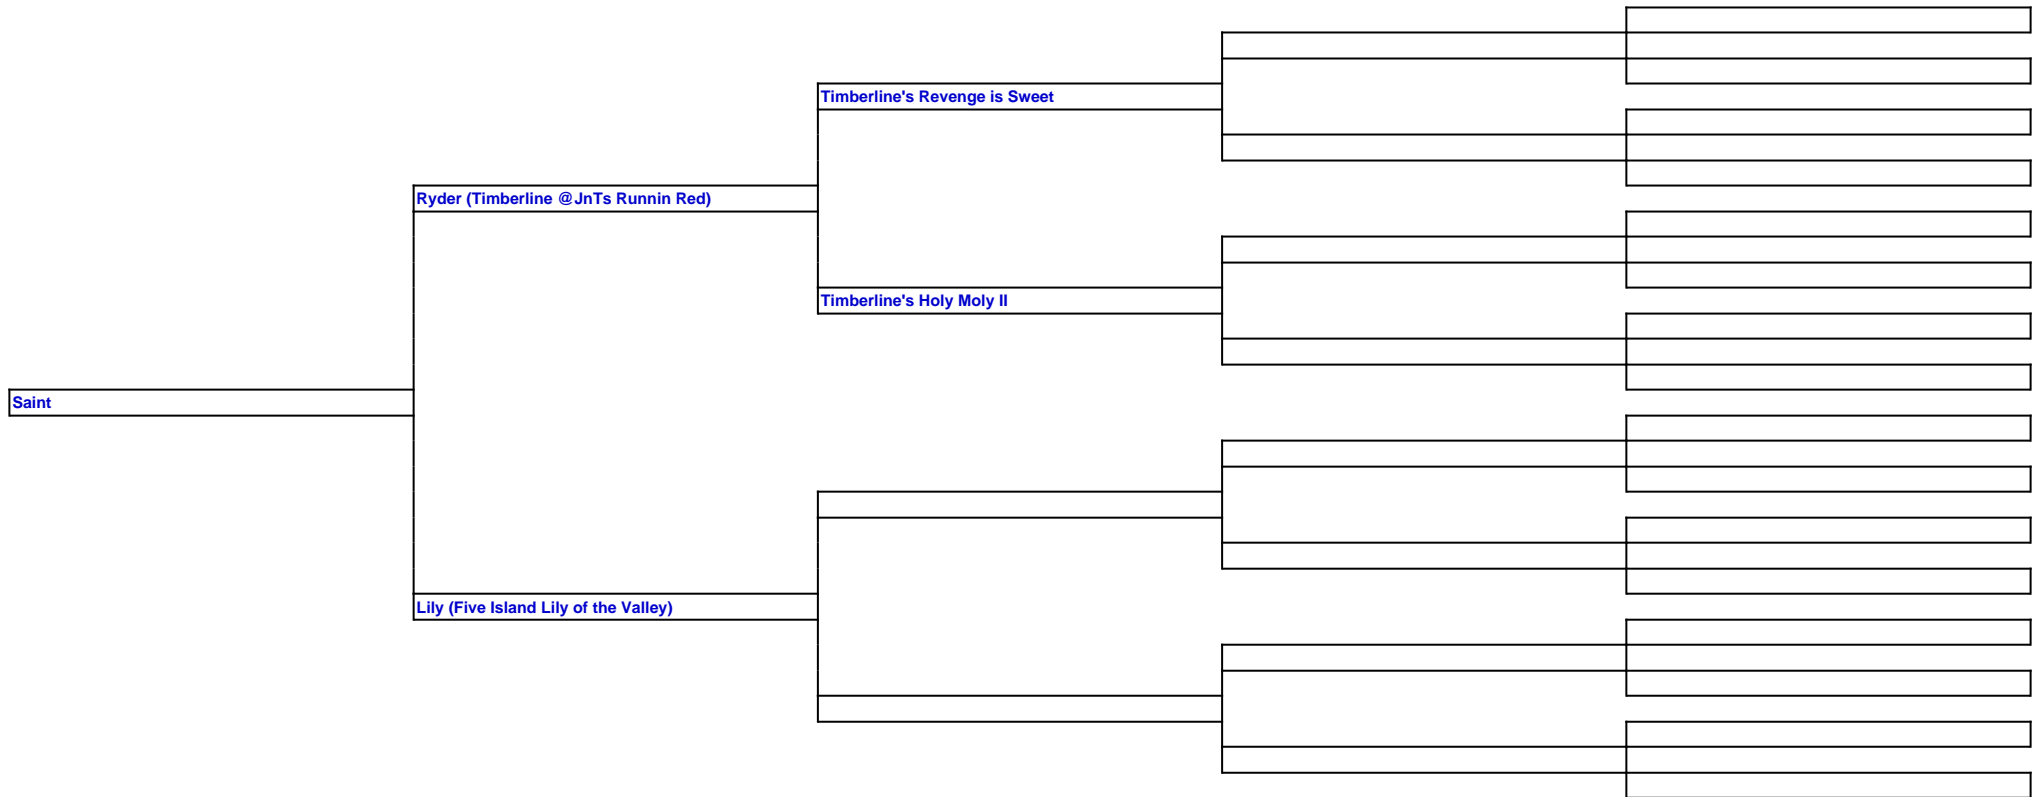 Timberline's Revenge is Sweet
Ryder (Timberline @JnTs Runnin Red)
Timberline's Holy Moly II
Saint
Lily (Five Island Lily of the Valley)